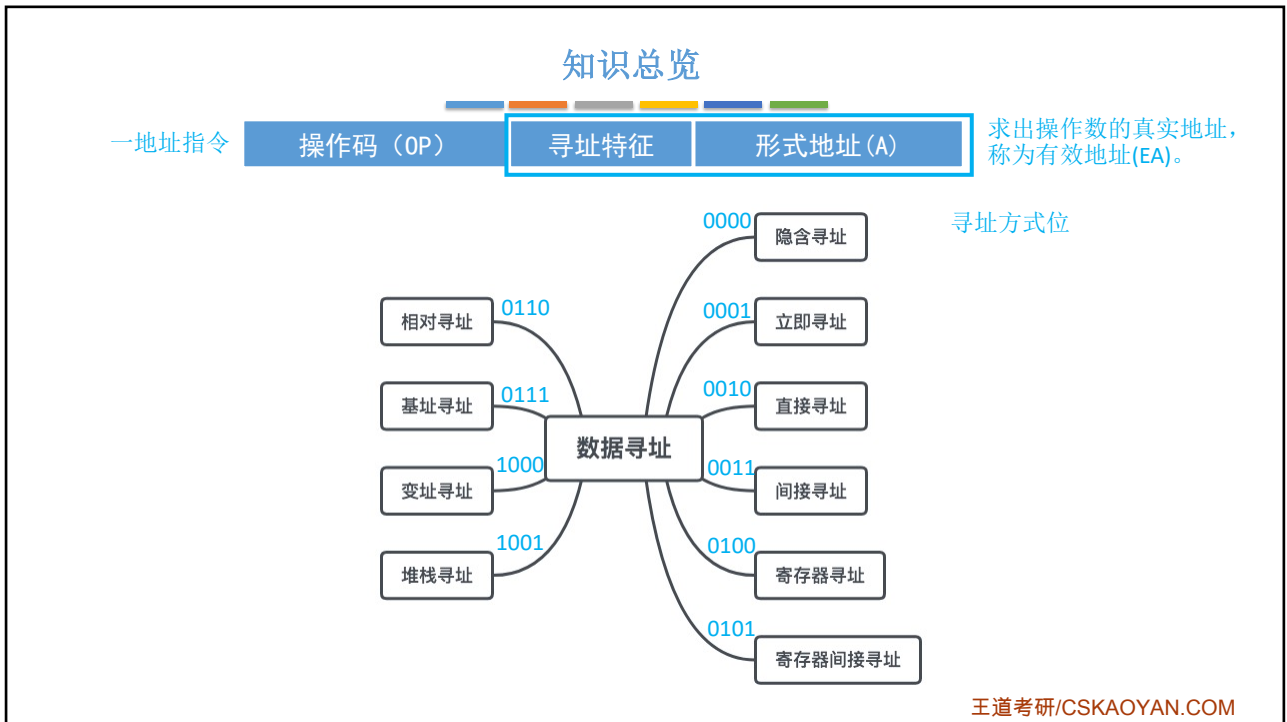 知识总览
一地址指令
操作码（OP）
寻址特征
形式地址(A)
求出操作数的真实地址，
称为有效地址(EA)。
寻址方式位
0000
隐含寻址
0110
相对寻址
0001
立即寻址
0111
基址寻址
0010
直接寻址
数据寻址
1000
变址寻址
0011
间接寻址
1001
堆栈寻址
0100
寄存器寻址
0101
寄存器间接寻址
王道考研/CSKAOYAN.COM